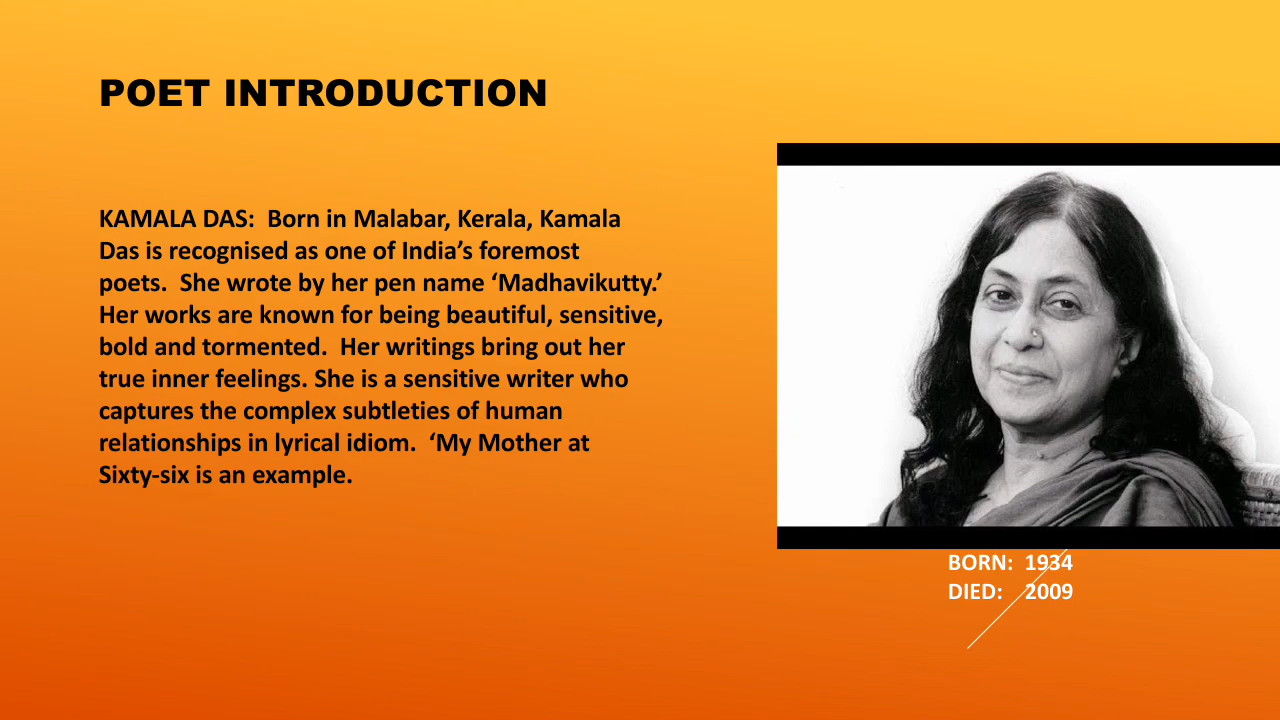 POET INTRODUCTION
KAMALA DAS:  Born in Malabar, Kerala, Kamala
Das is recognised as one of India’s foremost
poets.  She wrote by her pen name ‘Madhavikutty.’
Her works are known for being beautiful, sensitive,
bold and tormented.  Her writings bring out her
true inner feelings. She is a sensitive writer who
captures the complex subtleties of human
relationships in lyrical idiom.  ‘My Mother at
Sixty-six is an example.
BORN:  1934
DIED:    2009